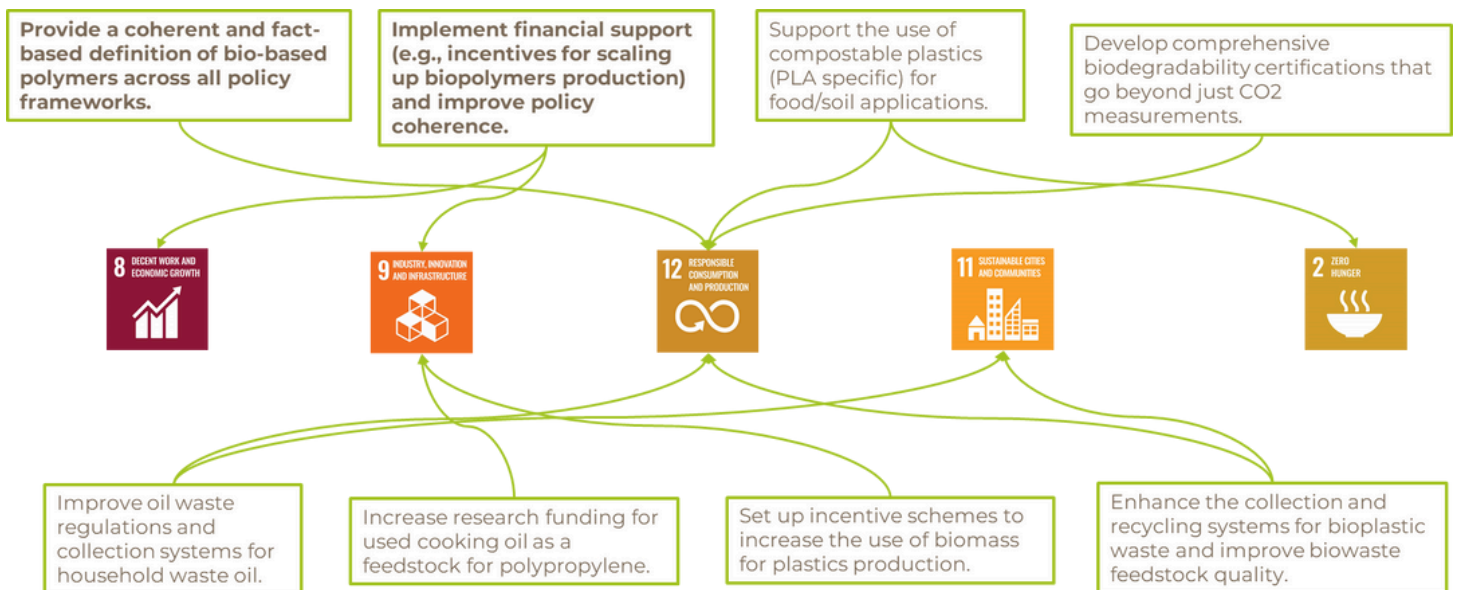 Provide a coherent and fact-
based definition of bio-based
polymers across all policy
frameworks.
Implement financial support
(e.g., incentives for scaling
up biopolymers production)
and improve policy
coherence.
Support the use of
compostable plastics
(PLA specific) for
food/soil applications.
Develop comprehensive
biodegradability certifications that
go beyond just CO2
measurements.
8 DECENT WORK AND
ECONOMIC GROWTH
9 INDUSTRY, INNOVATION
AND INFRASTRUCTURE
12 RESPONSIBLE
CONSUMPTION
AND PRODUCTION
11 SUSTAINABLE CITIES
AND COMMUNITIES
2 ZERO
HUNGER
Improve oil waste
regulations and
collection systems for
household waste oil.
Increase research funding for
used cooking oil as a
feedstock for polypropylene.
Set up incentive schemes to
increase the use of biomass
for plastics production.
Enhance the collection and
recycling systems for bioplastic
waste and improve biowaste
feedstock quality.